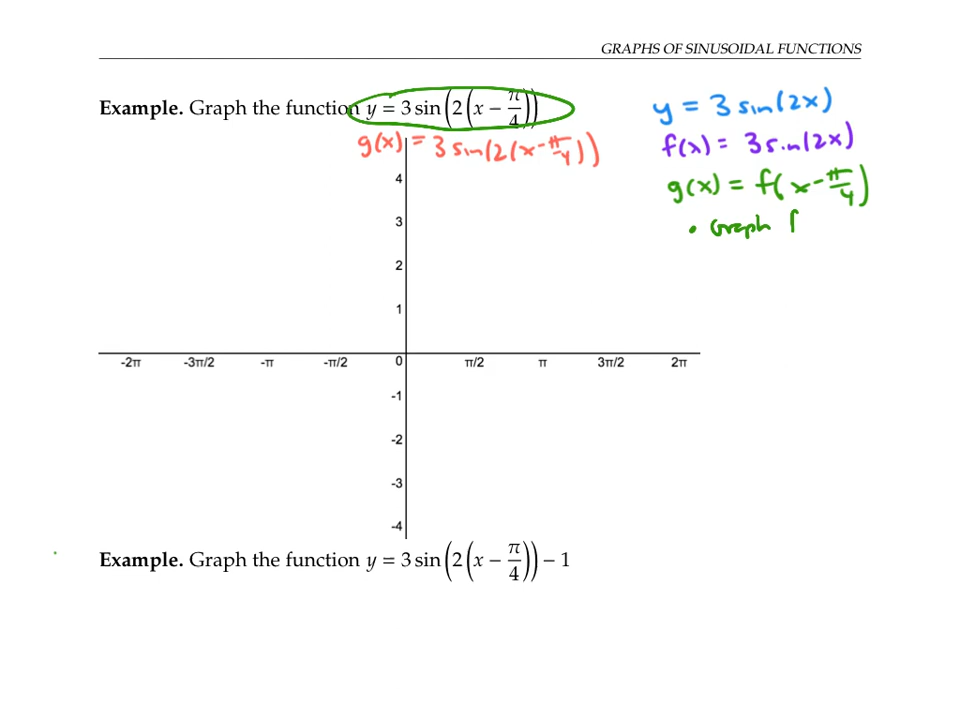 GRAPHS OF SINUSOIDAL FUNCTIONS
Example. Graph the function y = 3 sin(2(x − π/4))
y = 3 sin(2x)
g(x) = 3 sin(2(x − π/4))
f(x) = 3 sin(2x)
g(x) = f(x − π/4)
• Graph f
4
3
2
1
-2π -3π/2 -π -π/2 0 π/2 π 3π/2 2π
-1
-2
-3
-4
Example. Graph the function y = 3 sin(2(x − π/4)) − 1